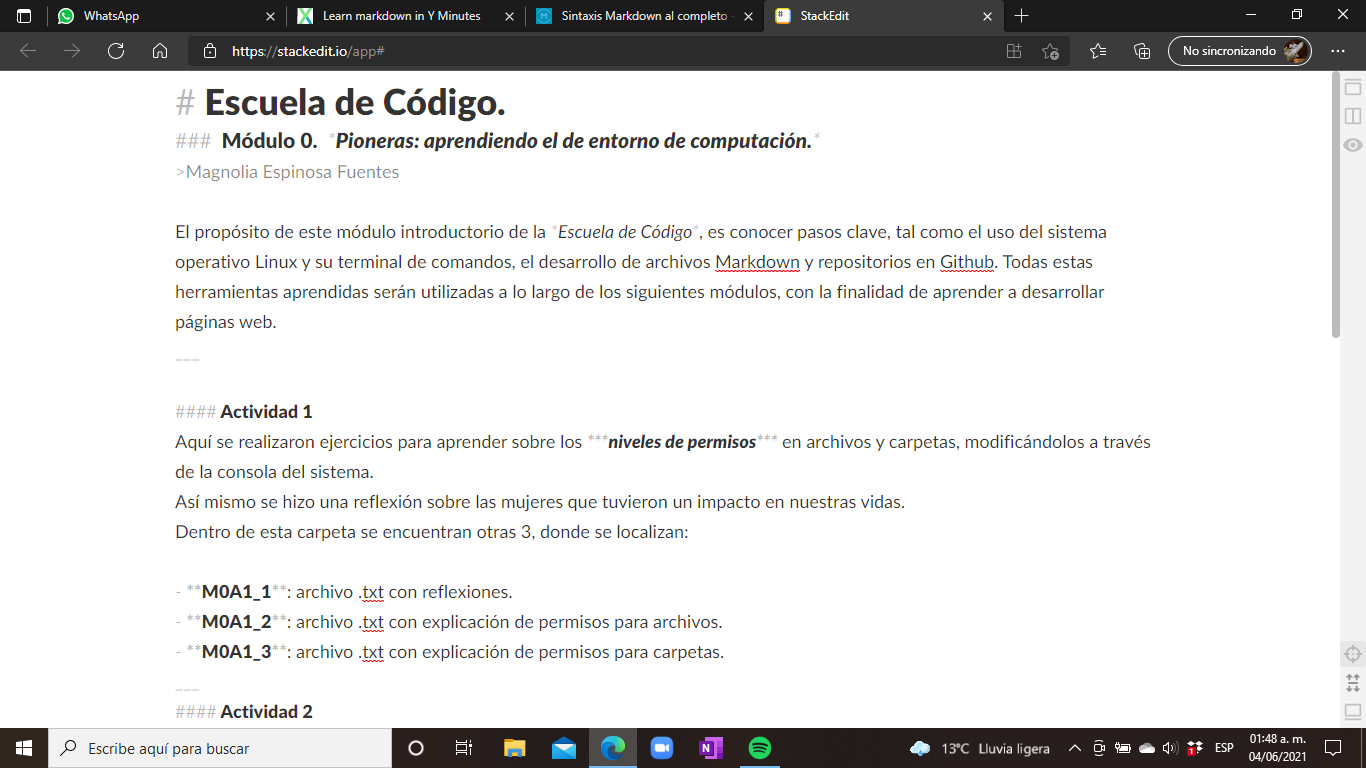 WhatsApp
Learn markdown in Y Minutes
Sintaxis Markdown al completo -
StackEdit
https://stackedit.io/app#
No sincronizando
# Escuela de Código.
### Módulo 0. *Pioneras: aprendiendo el de entorno de computación.*
>Magnolia Espinosa Fuentes
El propósito de este módulo introductorio de la *Escuela de Código*, es conocer pasos clave, tal como el uso del sistema
operativo Linux y su terminal de comandos, el desarrollo de archivos Markdown y repositorios en Github. Todas estas
herramientas aprendidas serán utilizadas a lo largo de los siguientes módulos, con la finalidad de aprender a desarrollar
páginas web.
___
#### Actividad 1
Aquí se realizaron ejercicios para aprender sobre los ***niveles de permisos*** en archivos y carpetas, modificándolos a través
de la consola del sistema.
Así mismo se hizo una reflexión sobre las mujeres que tuvieron un impacto en nuestras vidas.
Dentro de esta carpeta se encuentran otras 3, donde se localizan:
- **M0A1_1**: archivo .txt con reflexiones.
- **M0A1_2**: archivo .txt con explicación de permisos para archivos.
- **M0A1_3**: archivo .txt con explicación de permisos para carpetas.
___
#### Actividad 2
Escribe aquí para buscar
13°C Lluvia ligera
ESP
01:48 a. m.
04/06/2021